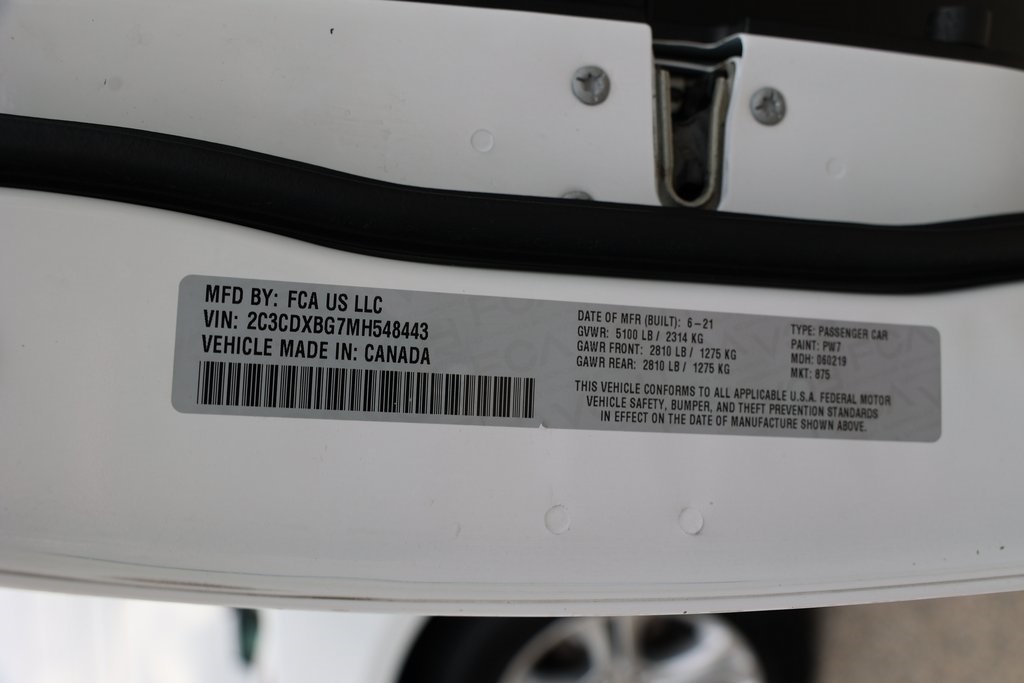 MFD BY: FCA US LLC
VIN: 2C3CDXBG7MH548443
VEHICLE MADE IN: CANADA
DATE OF MFR (BUILT): 6-21
GVWR: 5100 LB / 2314 KG
GAWR FRONT: 2810 LB / 1275 KG
GAWR REAR: 2810 LB / 1275 KG
TYPE: PASSENGER CAR
PAINT: PW7
MDH: 060219
MKT: 875
THIS VEHICLE CONFORMS TO ALL APPLICABLE U.S.A. FEDERAL MOTOR
VEHICLE SAFETY, BUMPER, AND THEFT PREVENTION STANDARDS
IN EFFECT ON THE DATE OF MANUFACTURE SHOWN ABOVE.